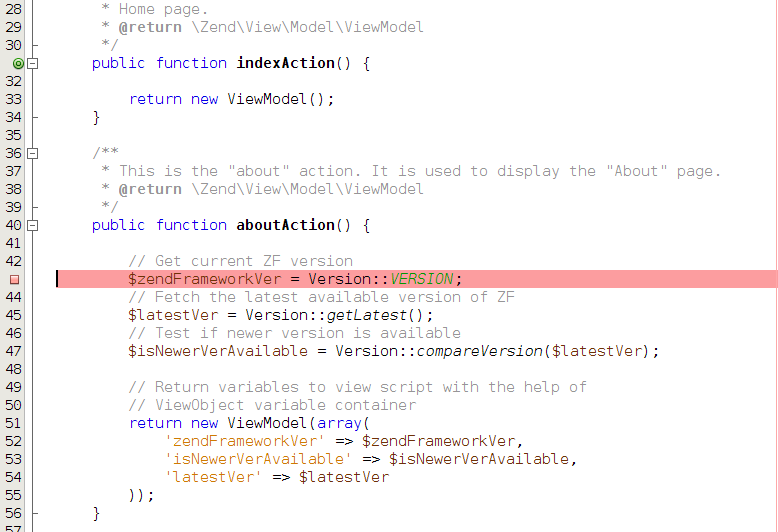 28         * Home page.
29         * @return \Zend\View\Model\ViewModel
30         */
        public function indexAction() {
32
33            return new ViewModel();
34        }
35
36        /**
37         * This is the "about" action. It is used to display the "About" page.
38         * @return \Zend\View\Model\ViewModel
39         */
40        public function aboutAction() {
41
42            // Get current ZF version
            $zendFrameworkVer = Version::VERSION;
44            // Fetch the latest available version of ZF
45            $latestVer = Version::getLatest();
46            // Test if newer version is available
47            $isNewerVerAvailable = Version::compareVersion($latestVer);
48
49            // Return variables to view script with the help of
50            // ViewObject variable container
51            return new ViewModel(array(
52                'zendFrameworkVer' => $zendFrameworkVer,
53                'isNewerVerAvailable' => $isNewerVerAvailable,
54                'latestVer' => $latestVer
55            ));
56        }
57